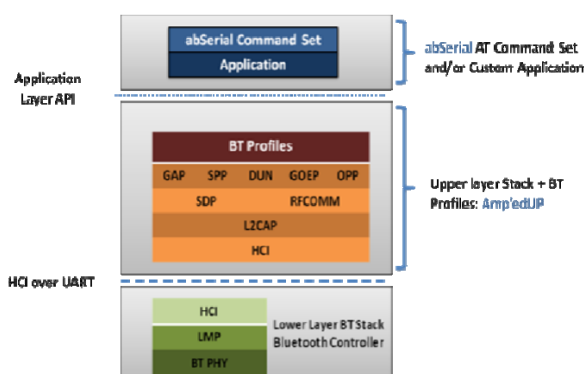 abSerial Command Set
Application
abSerial AT Command Set
and/or Custom Application
Application
Layer API
BT Profiles
GAP SPP DUN GOEP OPP
SDP RFCOMM
L2CAP
HCI
Upper layer Stack + BT
Profiles: Amp'edUP
HCI over UART
HCI
LMP
BT PHY
Lower Layer BT Stack
Bluetooth Controller